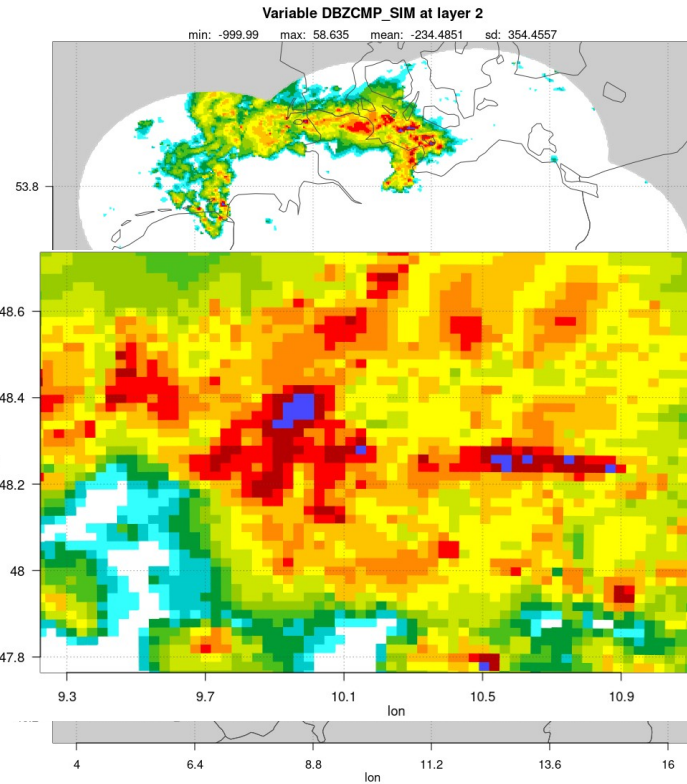 Variable DBZCMP_SIM at layer 2
min: -999.99 max: 58.635 mean: -234.4851 sd: 354.4557
53.8
48.6
48.4
48.2
48
47.8
9.3 9.7 10.1 10.5 10.9
lon
4 6.4 8.8 11.2 13.6 16
lon